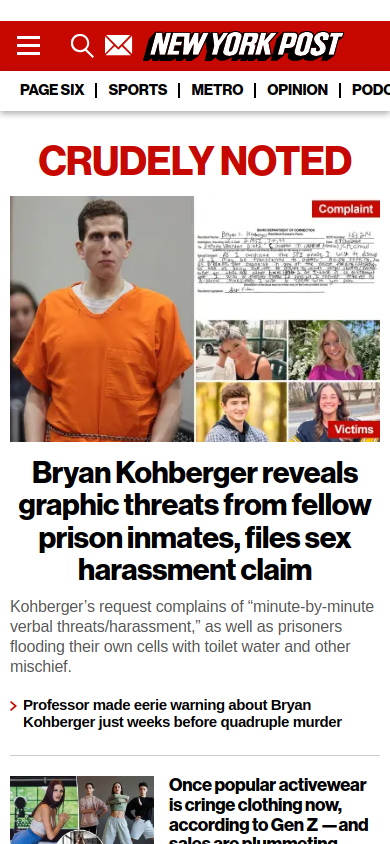 NEW YORK POST
PAGE SIX | SPORTS | METRO | OPINION | PODC
CRUDELY NOTED
Complaint
IDAHO DEPARTMENT OF CORRECTION
Victims
Bryan Kohberger reveals
graphic threats from fellow
prison inmates, files sex
harassment claim
Kohberger’s request complains of “minute-by-minute
verbal threats/harassment,” as well as prisoners
flooding their own cells with toilet water and other
mischief.
Professor made eerie warning about Bryan
Kohberger just weeks before quadruple murder
Once popular activewear
is cringe clothing now,
according to Gen Z — and
sales are plummeting